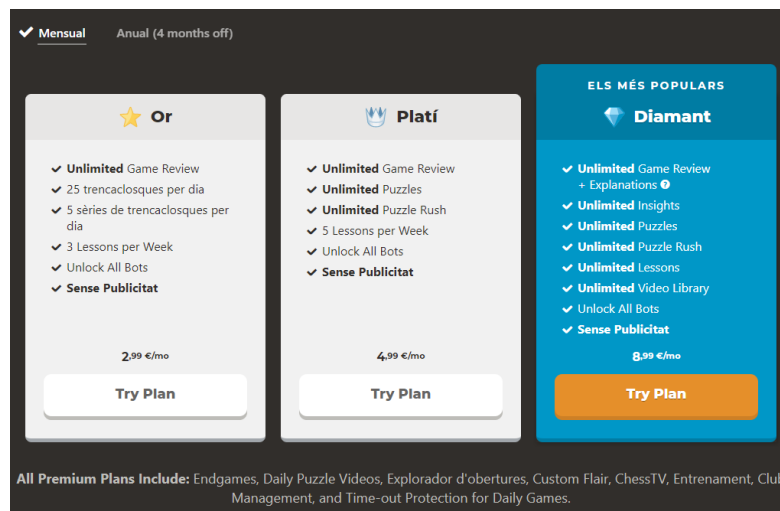 Mensual
Anual (4 months off)
Or
Unlimited Game Review
25 trencaclosques per dia
5 sèries de trencaclosques per
dia
3 Lessons per Week
Unlock All Bots
Sense Publicitat
2,99 €/mo
Try Plan
Platí
Unlimited Game Review
Unlimited Puzzles
Unlimited Puzzle Rush
5 Lessons per Week
Unlock All Bots
Sense Publicitat
4,99 €/mo
Try Plan
ELS MÉS POPULARS
Diamant
Unlimited Game Review
+ Explanations ?
Unlimited Insights
Unlimited Puzzles
Unlimited Puzzle Rush
Unlimited Lessons
Unlimited Video Library
Unlock All Bots
Sense Publicitat
8,99 €/mo
Try Plan
All Premium Plans Include: Endgames, Daily Puzzle Videos, Explorador d'obertures, Custom Flair, ChessTV, Entrenament, Clu
Management, and Time-out Protection for Daily Games.